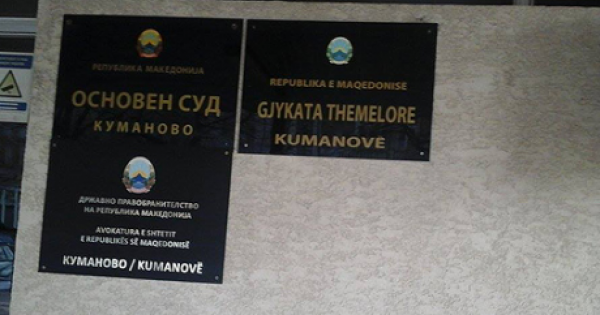 РЕПУБЛИКА МАКЕДОНИЈА
ОСНОВЕН СУД
КУМАНОВО
REPUBLIKA E MAQEDONISE
GJYKATA THEMELORE
KUMANOVË
ДРЖАВНО ПРАВОБРАНИТЕЛСТВО
НА РЕПУБЛИКА МАКЕДОНИЈА
AVOKATURA E SHTETIT
E REPUBLIKËS SË MAQEDONISË
КУМАНОВО / KUMANOVË